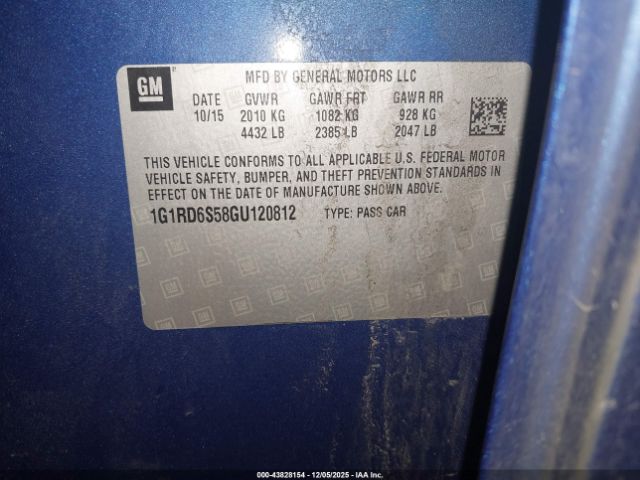 GM
MFD BY GENERAL MOTORS LLC
DATE GVWR GAWR FRT GAWR RR
10/15 2010 KG 1082 KG 928 KG
4432 LB 2385 LB 2047 LB
THIS VEHICLE CONFORMS TO ALL APPLICABLE U.S. FEDERAL MOTOR
VEHICLE SAFETY, BUMPER, AND THEFT PREVENTION STANDARDS IN
EFFECT ON THE DATE OF MANUFACTURE SHOWN ABOVE.
1G1RD6S58GU120812 TYPE: PASS CAR
000-43828154 - 12/05/2025 - IAA Inc.